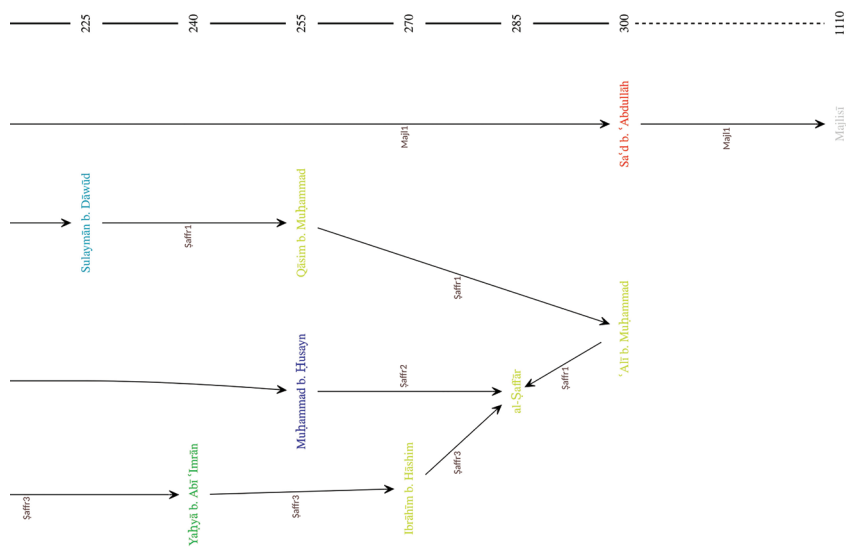 225
240
255
270
285
300
1110
Majl1
Saʿd b. ʿAbdullāh
Majl1
Majlisī
Sulaymān b. Dāwūd
Ṣaffr1
Qāsim b. Muḥammad
Ṣaffr1
ʿAlī b. Muḥammad
Muḥammad b. Ḥusayn
Ṣaffr2
al-Ṣaffār
Ṣaffr1
Ṣaffr3
Yaḥyā b. Abī ʿImrān
Ṣaffr3
Ibrāhīm b. Hāshim
Ṣaffr3